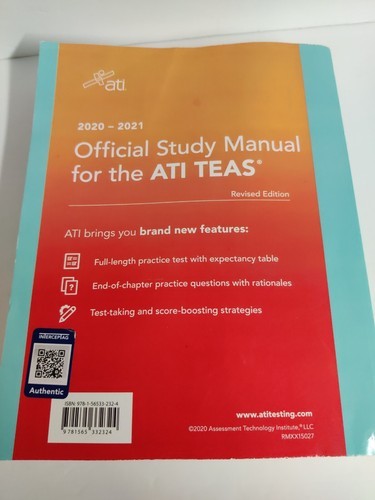 ati
2020 – 2021
Official Study Manual
for the ATI TEAS®
Revised Edition
ATI brings you brand new features:
Full-length practice test with expectancy table
End-of-chapter practice questions with rationales
Test-taking and score-boosting strategies
INTERCEPTAG
Authentic
ISBN: 978-1-56533-232-4
9 781565 332324
www.atitesting.com
©2020 Assessment Technology Institute,® LLC
RMXX15027